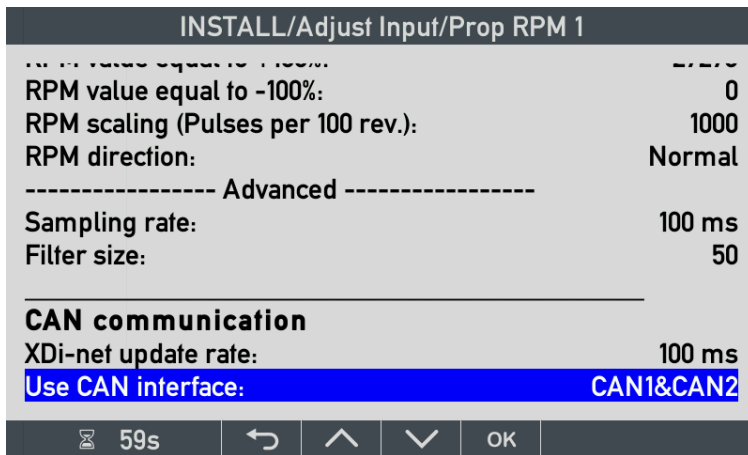 INSTALL/Adjust Input/Prop RPM 1
RPM value equal to -100%: 0
RPM scaling (Pulses per 100 rev.): 1000
RPM direction: Normal
----------------- Advanced -----------------
Sampling rate: 100 ms
Filter size: 50
CAN communication
XDi-net update rate: 100 ms
Use CAN interface: CAN1&CAN2
59s OK